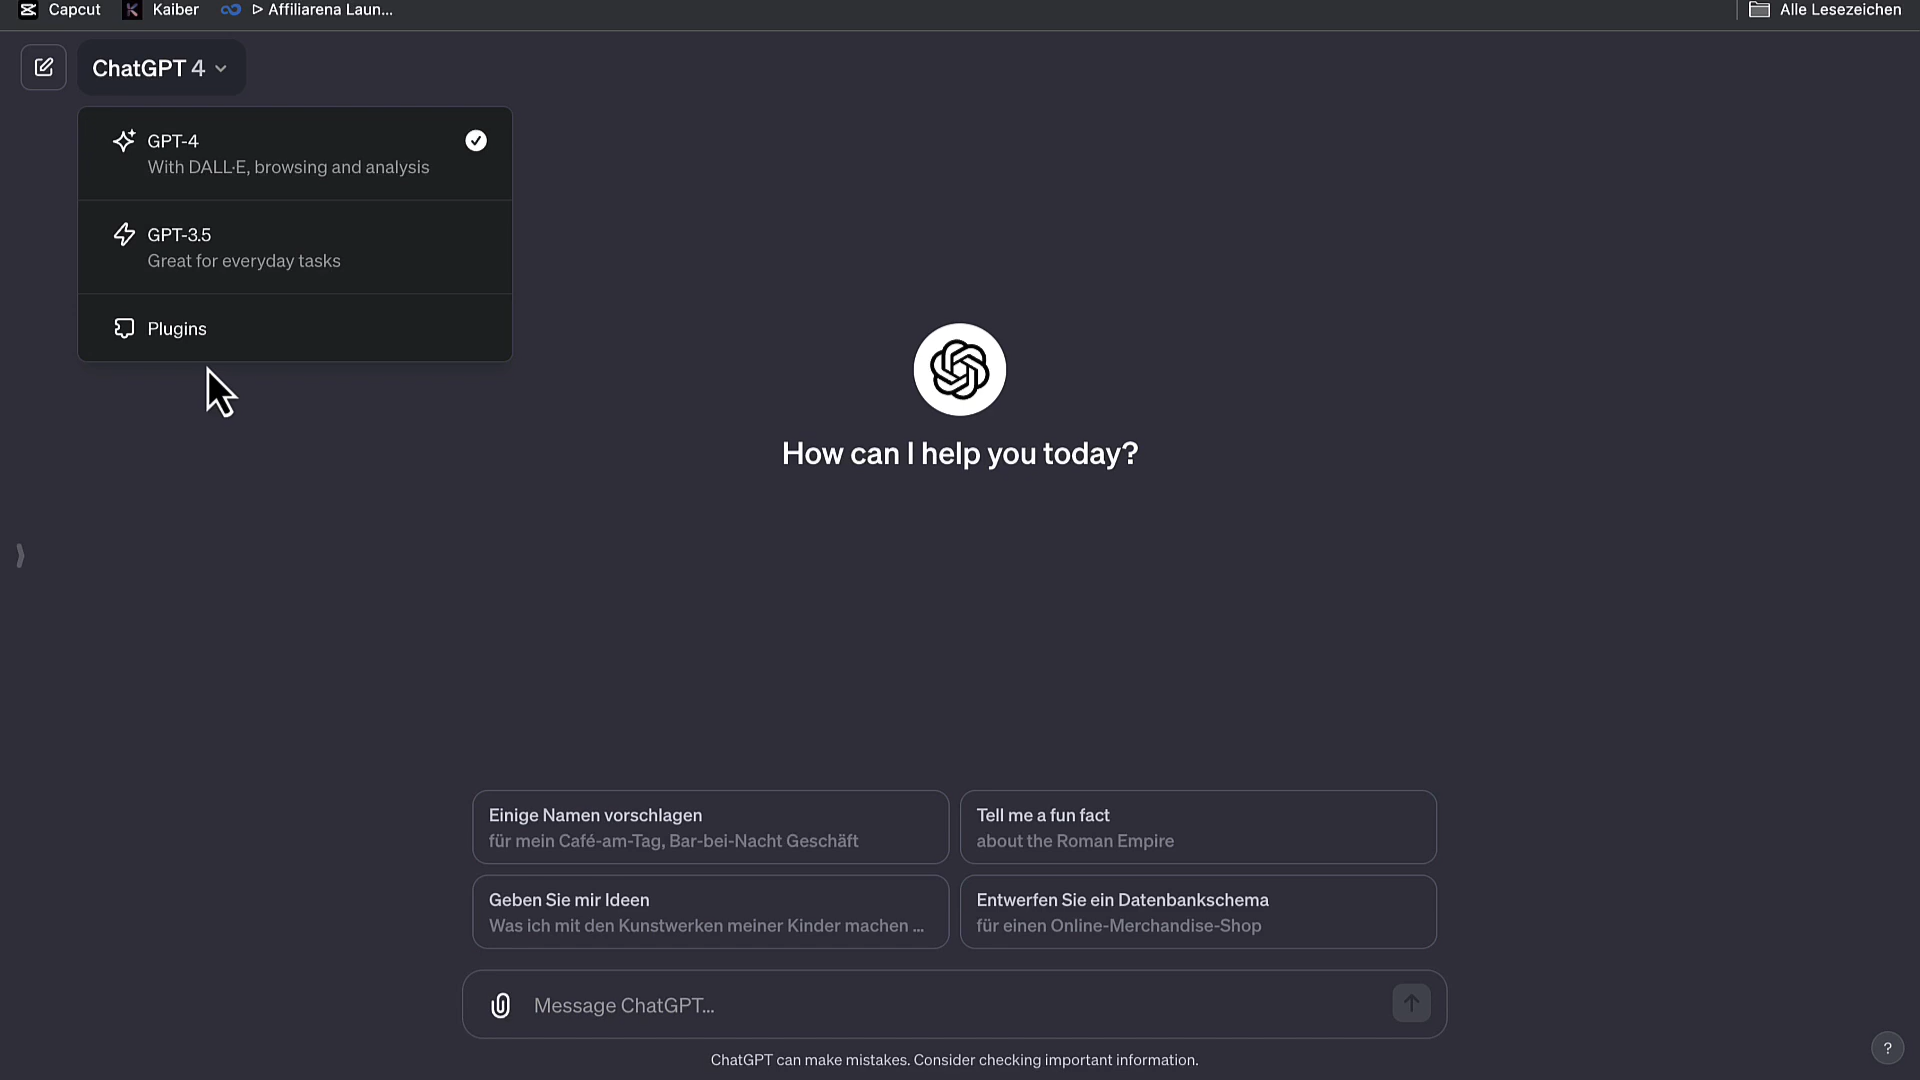 Capcut
Kaiber
ᐅ Affiliarena Laun...
Alle Lesezeichen
ChatGPT 4
GPT-4
With DALL·E, browsing and analysis
GPT-3.5
Great for everyday tasks
Plugins
How can I help you today?
Einige Namen vorschlagen
für mein Café-am-Tag, Bar-bei-Nacht Geschäft
Tell me a fun fact
about the Roman Empire
Geben Sie mir Ideen
Was ich mit den Kunstwerken meiner Kinder machen ...
Entwerfen Sie ein Datenbankschema
für einen Online-Merchandise-Shop
Message ChatGPT...
ChatGPT can make mistakes. Consider checking important information.
?